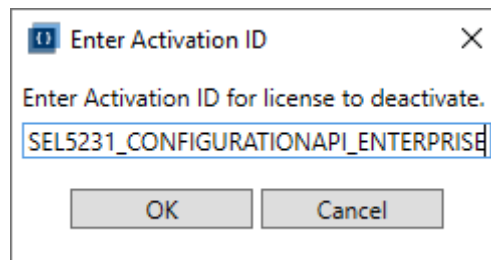 Enter Activation ID
Enter Activation ID for license to deactivate.
SEL5231_CONFIGURATIONAPI_ENTERPRISE
OK Cancel